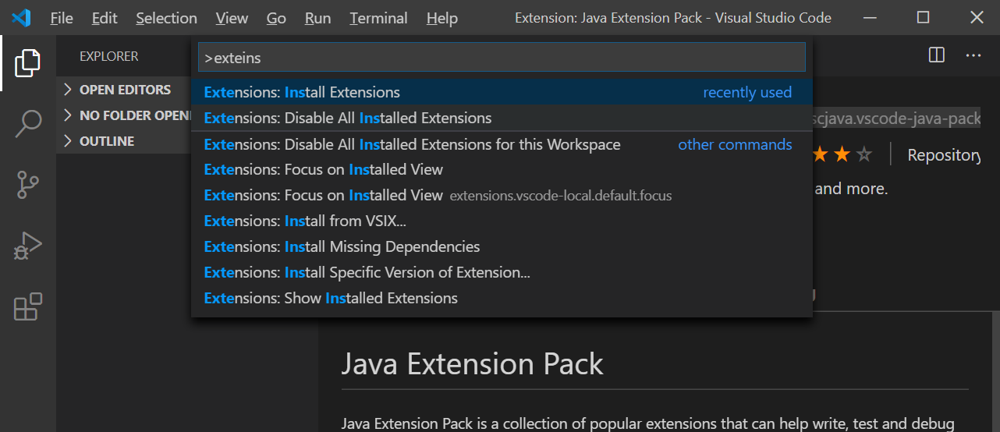 File Edit Selection View Go Run Terminal Help Extension: Java Extension Pack - Visual Studio Code
EXPLORER
>exteins
OPEN EDITORS
Extensions: Install Extensions recently used
NO FOLDER OPEN
Extensions: Disable All Installed Extensions
scjava.vscode-java-pack
OUTLINE
Extensions: Disable All Installed Extensions for this Workspace other commands
Repository
Extensions: Focus on Installed View
Extensions: Focus on Installed View extensions.vscode-local.default.focus
and more.
Extensions: Install from VSIX...
Extensions: Install Missing Dependencies
Extensions: Install Specific Version of Extension...
Extensions: Show Installed Extensions
Java Extension Pack
Java Extension Pack is a collection of popular extensions that can help write, test and debug